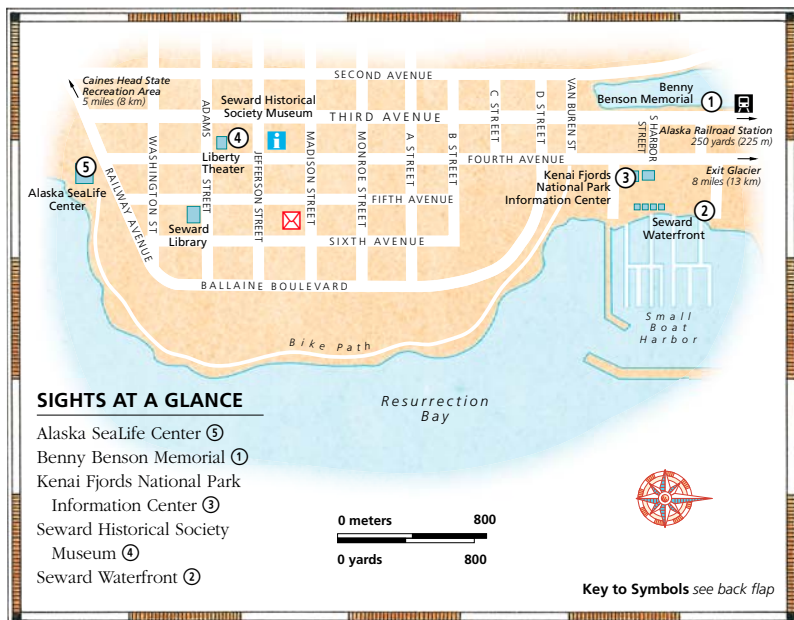 SECOND AVENUE
Caines Head State
Recreation Area
5 miles (8 km)
Benny
Benson Memorial
1
ADAMS
STREET
Seward Historical
Society Museum
THIRD AVENUE
C STREET
D STREET
VAN BUREN ST
S HARBOR
STREET
Alaska Railroad Station
250 yards (225 m)
4
i
Liberty
Theater
WASHINGTON ST
JEFFERSON STREET
MADISON STREET
MONROE STREET
A STREET
B STREET
FOURTH AVENUE
Exit Glacier
8 miles (13 km)
5
Alaska SeaLife
Center
RAILWAY AVENUE
Kenai Fjords
National Park
Information Center
3
FIFTH AVENUE
2
Seward
Waterfront
Seward
Library
SIXTH AVENUE
BALLAINE BOULEVARD
Small
Boat
Harbor
Bike Path
Resurrection
Bay
SIGHTS AT A GLANCE
Alaska SeaLife Center 5
Benny Benson Memorial 1
Kenai Fjords National Park
Information Center 3
Seward Historical Society
Museum 4
Seward Waterfront 2
0 meters 800
0 yards 800
Key to Symbols see back flap